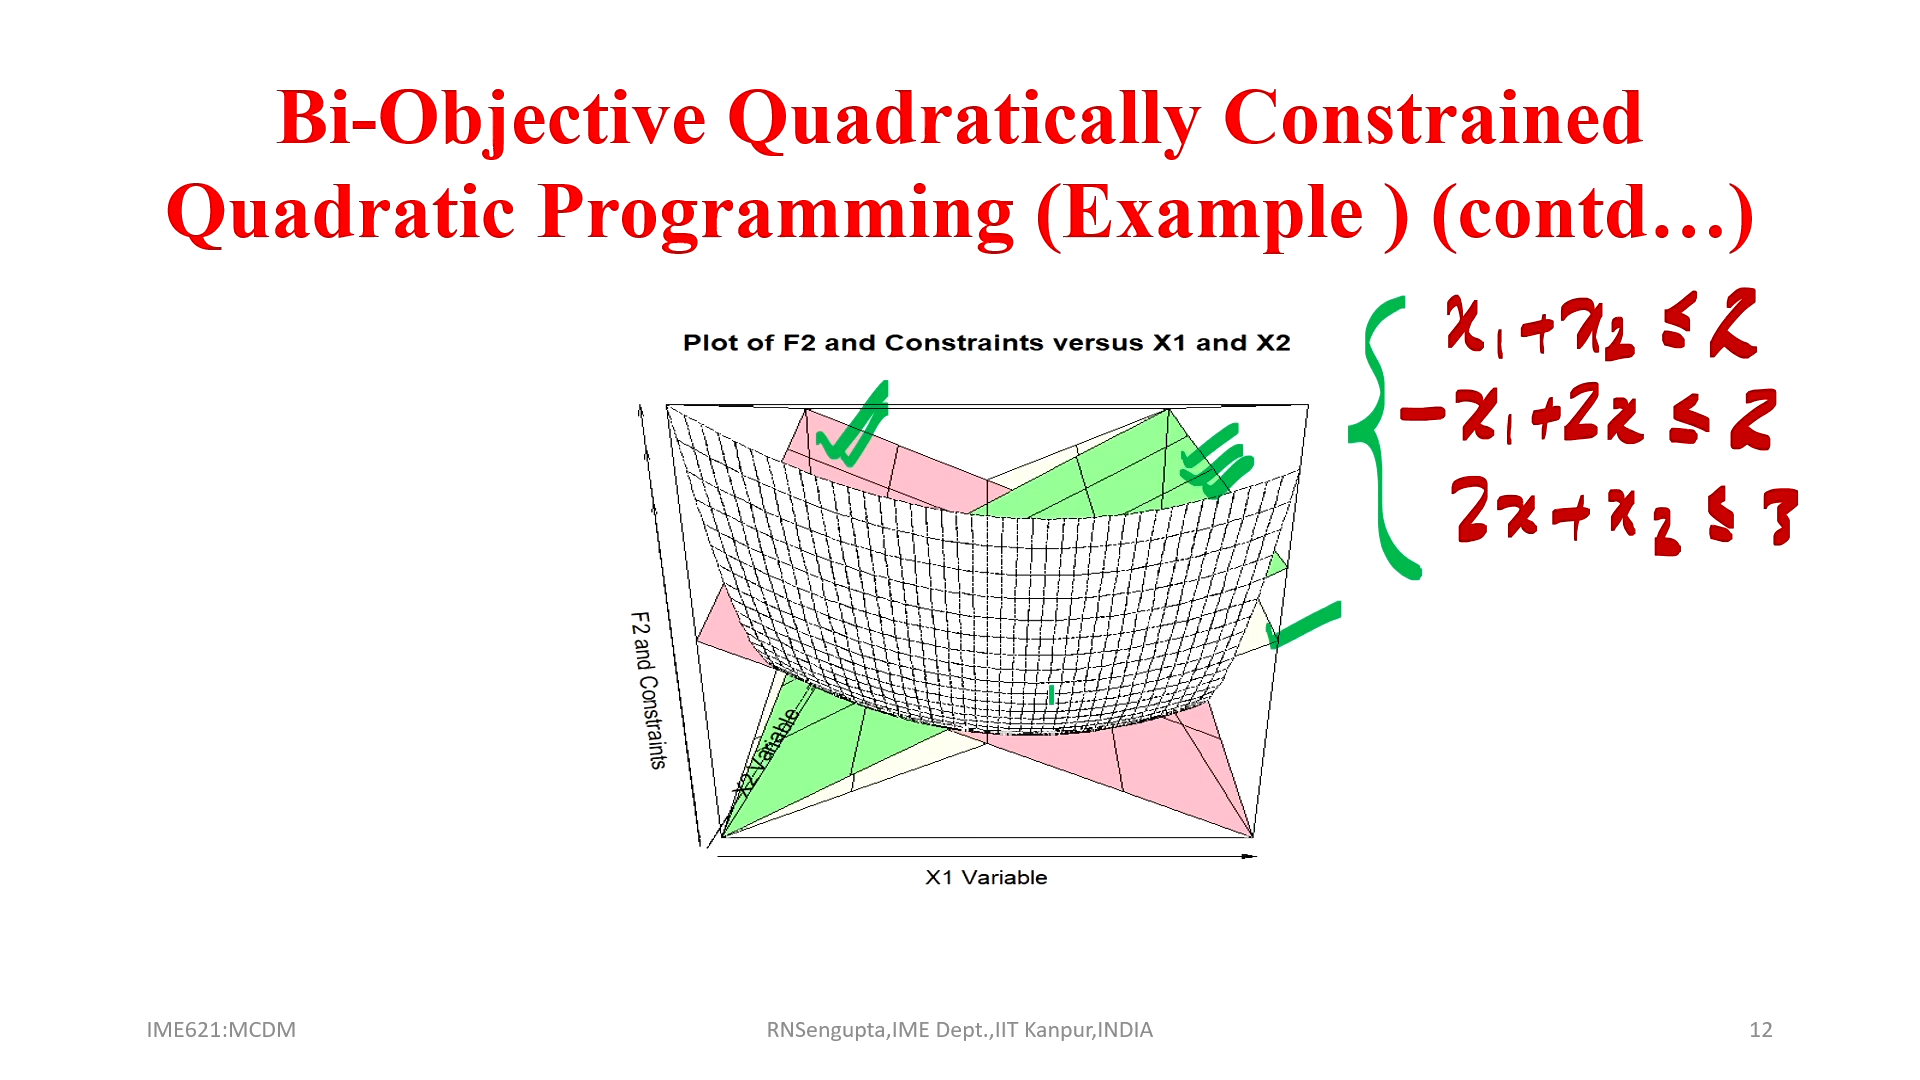 Bi-Objective Quadratically Constrained
Quadratic Programming (Example ) (contd…)
Plot of F2 and Constraints versus X1 and X2
x1+x2 ≤ 2
-x1+2x ≤ 2
2x+x2 ≤ 3
F2 and Constraints
X2 Variable
X1 Variable
IME621:MCDM
RNSengupta,IME Dept.,IIT Kanpur,INDIA
12